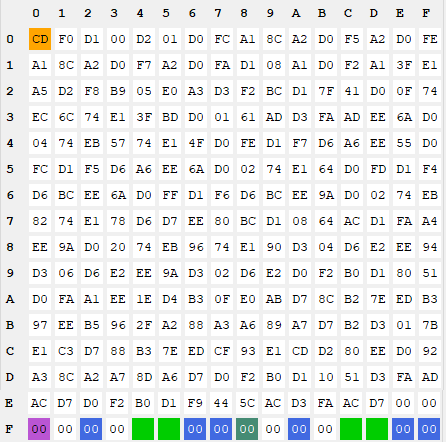 0 1 2 3 4 5 6 7 8 9 A B C D E F
0 CD F0 D1 00 D2 01 D0 FC A1 8C A2 D0 F5 A2 D0 FE
1 A1 8C A2 D0 F7 A2 D0 FA D1 08 A1 D0 F2 A1 3F E1
2 A5 D2 F8 B9 05 E0 A3 D3 F2 BC D1 7F 41 D0 0F 74
3 EC 6C 74 E1 3F BD D0 01 61 AD D3 FA AD EE 6A D0
4 04 74 EB 57 74 E1 4F D0 FE D1 F7 D6 A6 EE 55 D0
5 FC D1 F5 D6 A6 EE 6A D0 02 74 E1 64 D0 FD D1 F4
6 D6 BC EE 6A D0 FF D1 F6 D6 BC EE 9A D0 02 74 EB
7 82 74 E1 78 D6 D7 EE 80 BC D1 08 64 AC D1 FA A4
8 EE 9A D0 20 74 EB 96 74 E1 90 D3 04 D6 E2 EE 94
9 D3 06 D6 E2 EE 9A D3 02 D6 E2 D0 F2 B0 D1 80 51
A D0 FA A1 EE 1E D4 B3 0F E0 AB D7 8C B2 7E ED B3
B 97 EE B5 96 2F A2 88 A3 A6 89 A7 D7 B2 D3 01 7B
C E1 C3 D7 88 B3 7E ED CF 93 E1 CD D2 80 EE D0 92
D A3 8C A2 A7 8D A6 D7 D0 F2 B0 D1 10 51 D3 FA AD
E AC D7 D0 F2 B0 D1 F9 44 5C AC D3 FA AC D7 00 00
F 00 00 00 00 00 00 00 00 00 00 00 00